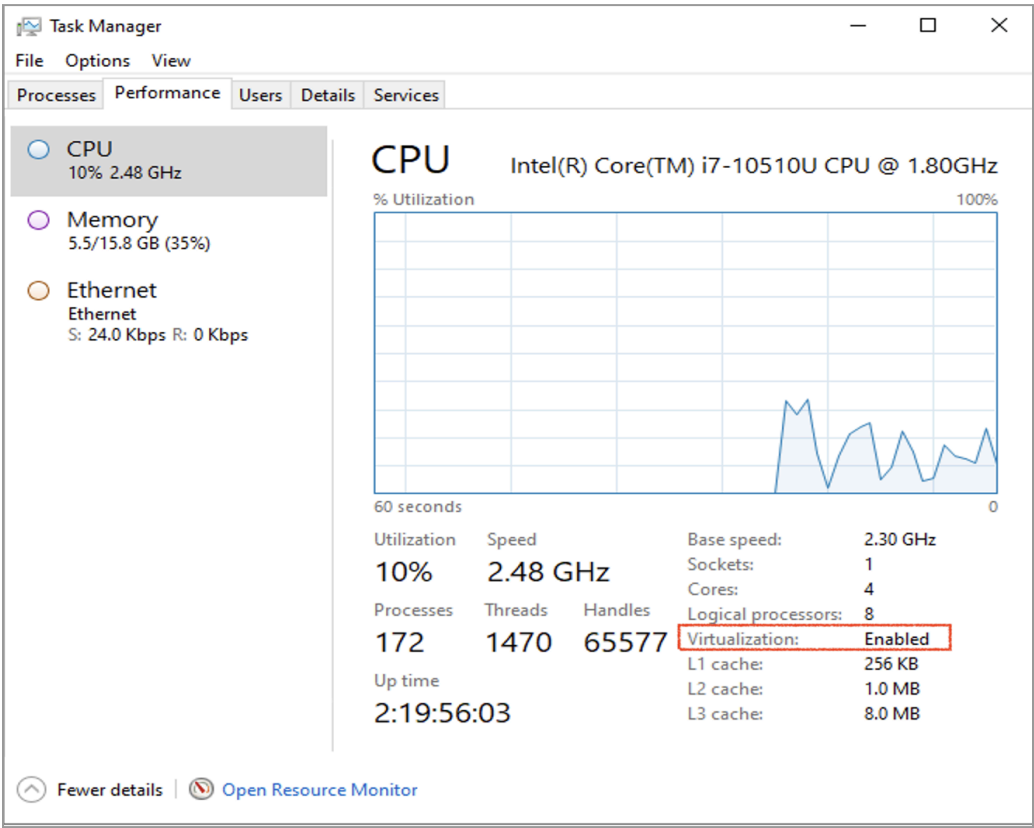 Task Manager
File Options View
Processes Performance Users Details Services
CPU
10% 2.48 GHz
Memory
5.5/15.8 GB (35%)
Ethernet
Ethernet
S: 24.0 Kbps R: 0 Kbps
CPU Intel(R) Core(TM) i7-10510U CPU @ 1.80GHz
% Utilization 100%
60 seconds 0
Utilization Speed
10% 2.48 GHz
Processes Threads Handles
172 1470 65577
Up time
2:19:56:03
Base speed: 2.30 GHz
Sockets: 1
Cores: 4
Logical processors: 8
Virtualization: Enabled
L1 cache: 256 KB
L2 cache: 1.0 MB
L3 cache: 8.0 MB
Fewer details Open Resource Monitor